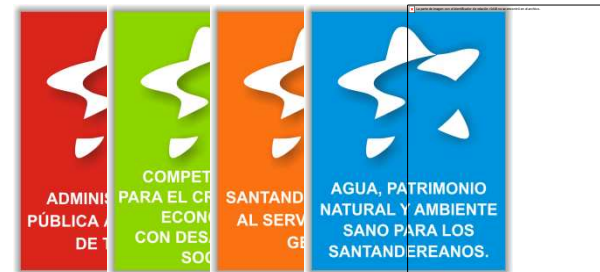 ADMINIS
PÚBLICA A
DE T
COMPET
PARA EL CR
ECON
CON DESA
SOC
SANTAND
AL SERV
GE
AGUA, PATRIMONIO
NATURAL Y AMBIENTE
SANO PARA LOS
SANTANDEREANOS.